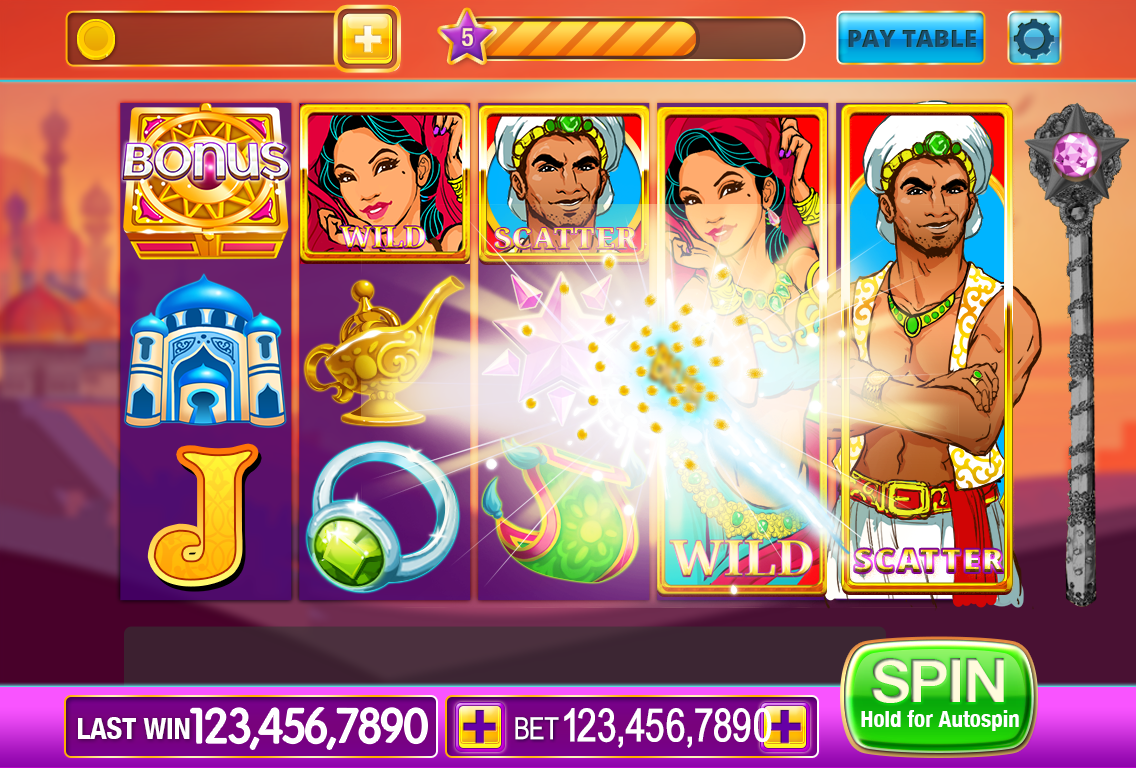 5
PAY TABLE
BONUS
WILD
SCATTER
WILD
SCATTER
J
LAST WIN 123,456,7890
BET 123,456,7890
SPIN
Hold for Autospin